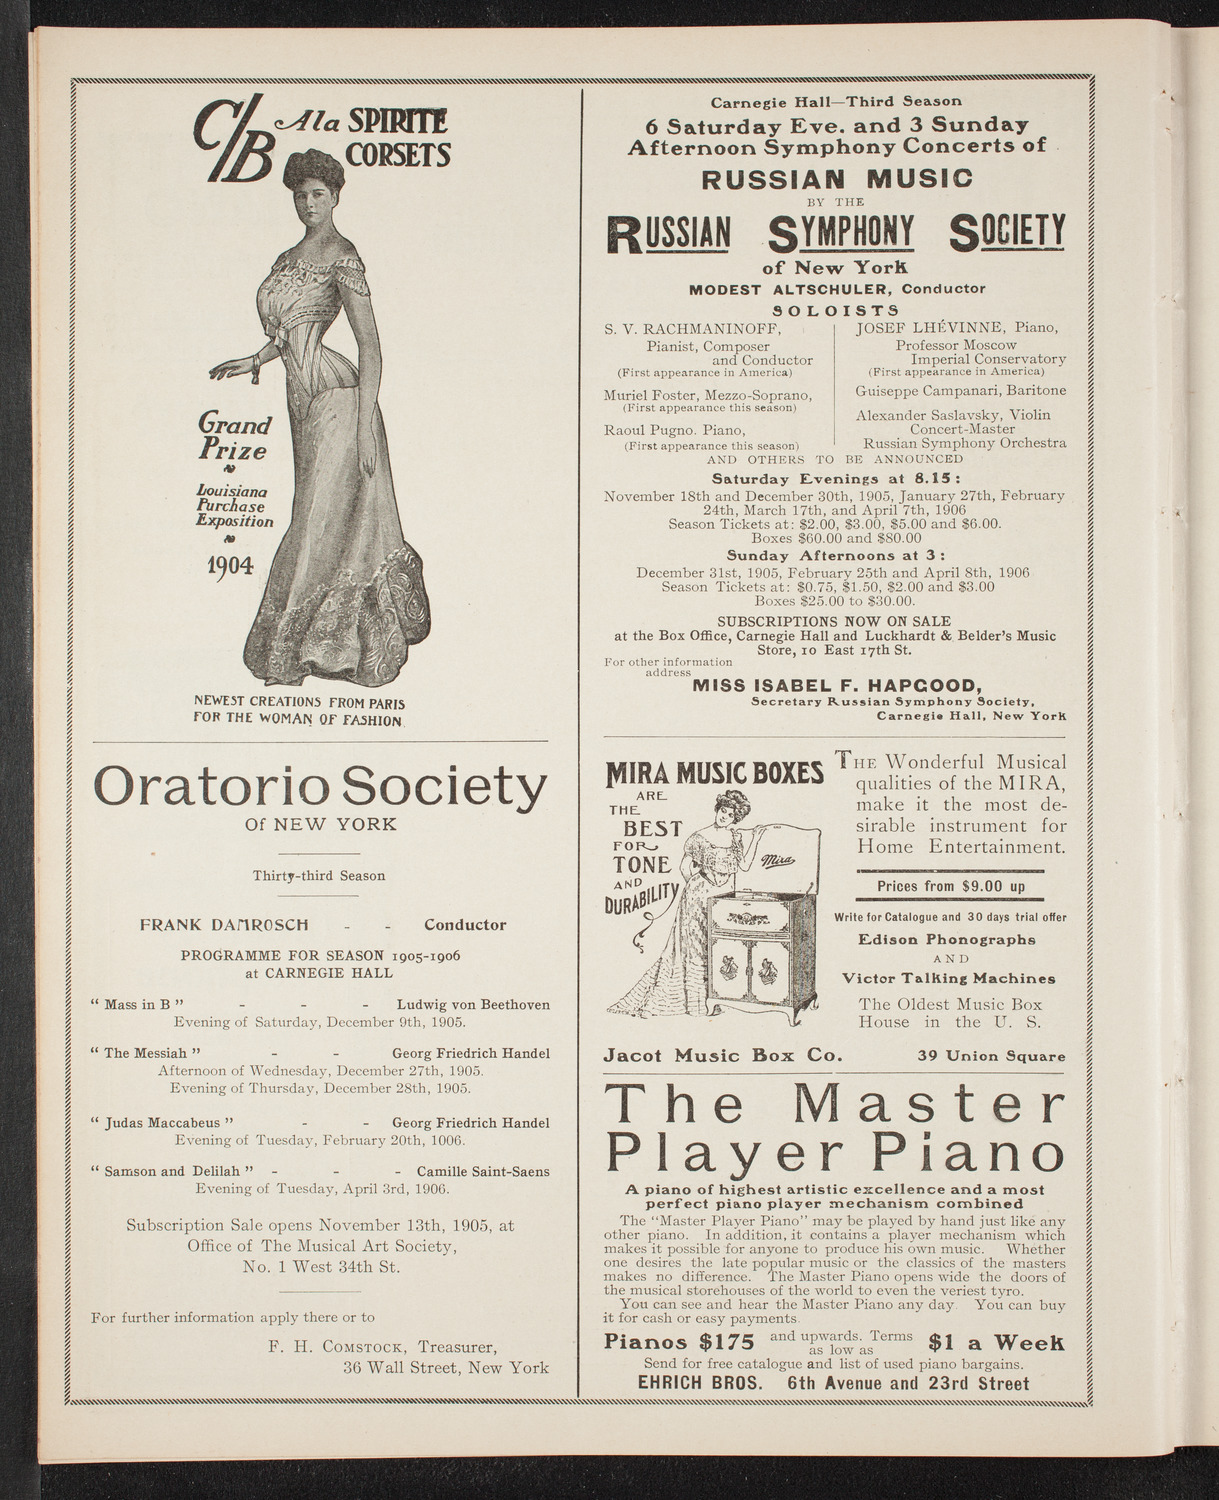 C/B Ala SPIRITE
CORSETS
Grand
Prize
Louisiana
Purchase
Exposition
1904
NEWEST CREATIONS FROM PARIS
FOR THE WOMAN OF FASHION
Oratorio Society
Of NEW YORK
Thirty-third Season
FRANK DAMROSCH - - Conductor
PROGRAMME FOR SEASON 1905-1906
at CARNEGIE HALL
“ Mass in B ” - - - Ludwig von Beethoven
Evening of Saturday, December 9th, 1905.
“ The Messiah ” - - Georg Friedrich Handel
Afternoon of Wednesday, December 27th, 1905.
Evening of Thursday, December 28th, 1905.
“ Judas Maccabeus ” - - Georg Friedrich Handel
Evening of Tuesday, February 20th, 1006.
“ Samson and Delilah ” - - - Camille Saint-Saens
Evening of Tuesday, April 3rd, 1906.
Subscription Sale opens November 13th, 1905, at
Office of The Musical Art Society,
No. 1 West 34th St.
For further information apply there or to
F. H. COMSTOCK, Treasurer,
36 Wall Street, New York
Carnegie Hall—Third Season
6 Saturday Eve. and 3 Sunday
Afternoon Symphony Concerts of
RUSSIAN MUSIC
BY THE
RUSSIAN SYMPHONY SOCIETY
of New York
MODEST ALTSCHULER, Conductor
SOLOISTS
S. V. RACHMANINOFF,
Pianist, Composer
and Conductor
(First appearance in America)
Muriel Foster, Mezzo-Soprano,
(First appearance this season)
Raoul Pugno. Piano,
(First appearance this season)
JOSEF LHÉVINNE, Piano,
Professor Moscow
Imperial Conservatory
(First appearance in America)
Guiseppe Campanari, Baritone
Alexander Saslavsky, Violin
Concert-Master
Russian Symphony Orchestra
AND OTHERS TO BE ANNOUNCED
Saturday Evenings at 8.15 :
November 18th and December 30th, 1905, January 27th, February
24th, March 17th, and April 7th, 1906
Season Tickets at: $2.00, $3.00, $5.00 and $6.00.
Boxes $60.00 and $80.00
Sunday Afternoons at 3 :
December 31st, 1905, February 25th and April 8th, 1906
Season Tickets at: $0.75, $1.50, $2.00 and $3.00
Boxes $25.00 to $30.00.
SUBSCRIPTIONS NOW ON SALE
at the Box Office, Carnegie Hall and Luckhardt & Belder's Music
Store, 10 East 17th St.
For other information
address
MISS ISABEL F. HAPGOOD,
Secretary Russian Symphony Society,
Carnegie Hall, New York
MIRA MUSIC BOXES
ARE
THE
BEST
FOR
TONE
AND
DURABILITY
Mira
THE Wonderful Musical
qualities of the MIRA,
make it the most de-
sirable instrument for
Home Entertainment.
Prices from $9.00 up
Write for Catalogue and 30 days trial offer
Edison Phonographs
AND
Victor Talking Machines
The Oldest Music Box
House in the U. S.
Jacot Music Box Co. 39 Union Square
The Master
Player Piano
A piano of highest artistic excellence and a most
perfect piano player mechanism combined
The “Master Player Piano” may be played by hand just like any
other piano. In addition, it contains a player mechanism which
makes it possible for anyone to produce his own music. Whether
one desires the late popular music or the classics of the masters
makes no difference. The Master Piano opens wide the doors of
the musical storehouses of the world to even the veriest tyro.
You can see and hear the Master Piano any day. You can buy
it for cash or easy payments.
Pianos $175 and upwards. Terms as low as $1 a Week
Send for free catalogue and list of used piano bargains.
EHRICH BROS. 6th Avenue and 23rd Street